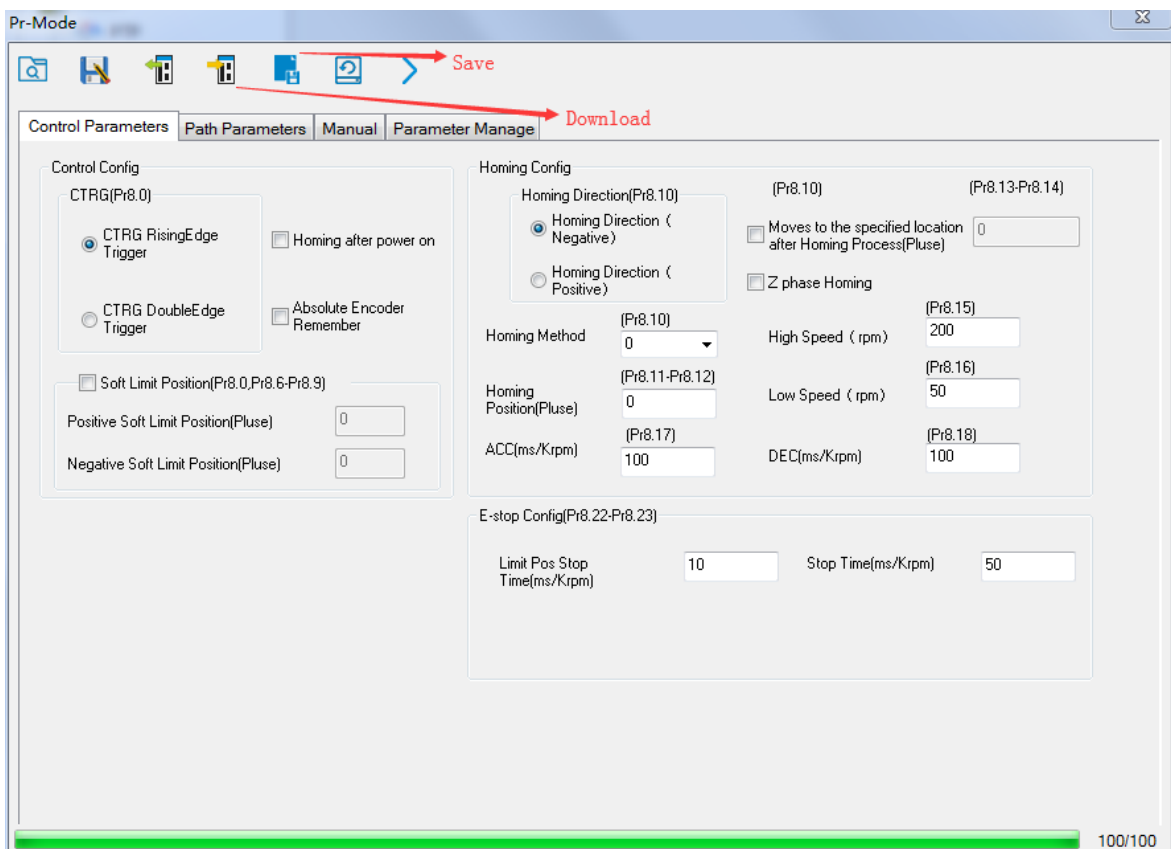 Pr-Mode
Save
Download
Control Parameters
Path Parameters
Manual
Parameter Manage
Control Config
CTRG(Pr8.0)
CTRG RisingEdge
Trigger
Homing after power on
CTRG DoubleEdge
Trigger
Absolute Encoder
Remember
Soft Limit Position(Pr8.0,Pr8.6-Pr8.9)
Positive Soft Limit Position(Pluse)
0
Negative Soft Limit Position(Pluse)
0
Homing Config
Homing Direction(Pr8.10)
Homing Direction (
Negative)
Homing Direction (
Positive)
(Pr8.10)
(Pr8.13-Pr8.14)
Moves to the specified location
after Homing Process(Pluse)
0
Z phase Homing
Homing Method
(Pr8.10)
0
High Speed (rpm)
(Pr8.15)
200
Homing
Position(Pluse)
(Pr8.11-Pr8.12)
0
Low Speed (rpm)
(Pr8.16)
50
ACC(ms/Krpm)
(Pr8.17)
100
DEC(ms/Krpm)
(Pr8.18)
100
E-stop Config(Pr8.22-Pr8.23)
Limit Pos Stop
Time(ms/Krpm)
10
Stop Time(ms/Krpm)
50
100/100